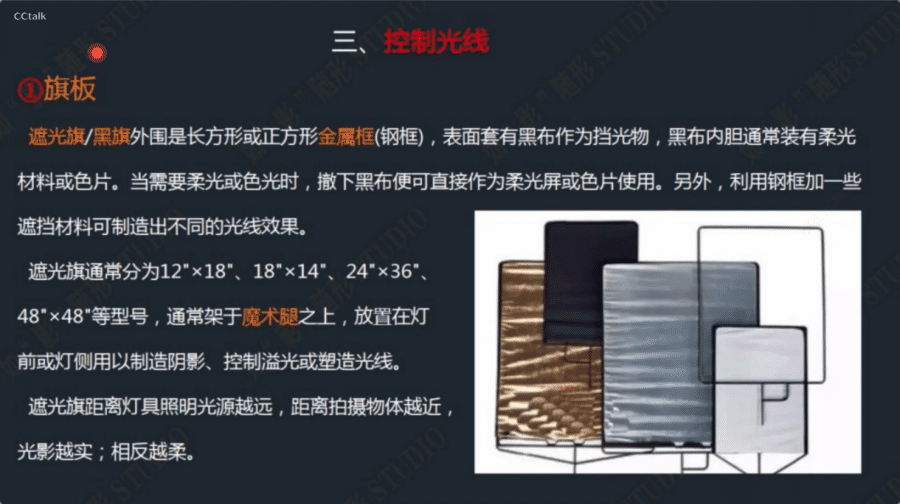 CCtalk
三、控制光线
①旗板
遮光旗/黑旗外围是长方形或正方形金属框(钢框)，表面套有黑布作为挡光物，黑布内胆通常装有柔光
材料或色片。当需要柔光或色光时，撤下黑布便可直接作为柔光屏或色片使用。另外，利用钢框加一些
遮挡材料可制造出不同的光线效果。
遮光旗通常分为12"×18"、18"×14"、24"×36"、
48"×48"等型号，通常架于魔术腿之上，放置在灯
前或灯侧用以制造阴影、控制溢光或塑造光线。
遮光旗距离灯具照明光源越远，距离拍摄物体越近，
光影越实；相反越柔。